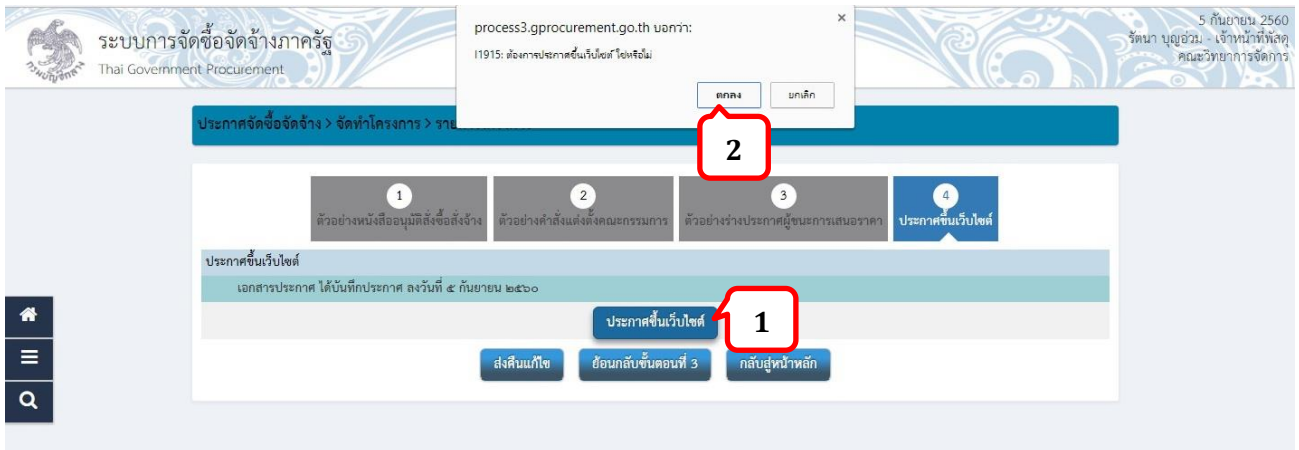 ระบบการจัดซื้อจัดจ้างภาครัฐ
Thai Government Procurement
process3.gprocurement.go.th บอกว่า:
×
I1915: ต้องการประกาศขึ้นเว็บไซต์ ใช่หรือไม่
ตกลง
ยกเลิก
2
5 กันยายน 2560
รัตนา บุญอ่วม - เจ้าหน้าที่พัสดุ
คณะวิทยาการจัดการ
ประกาศจัดซื้อจัดจ้าง > จัดทำโครงการ >
1
ตัวอย่างหนังสืออนุมัติสั่งซื้อสั่งจ้าง
2
ตัวอย่างคำสั่งแต่งตั้งคณะกรรมการ
3
ตัวอย่างร่างประกาศผู้ชนะการเสนอราคา
4
ประกาศขึ้นเว็บไซต์
ประกาศขึ้นเว็บไซต์
เอกสารประกาศ ได้บันทึกประกาศ ลงวันที่ ๕ กันยายน ๒๕๖๐
ประกาศขึ้นเว็บไซต์
1
ส่งคืนแก้ไข
ย้อนกลับขั้นตอนที่ 3
กลับสู่หน้าหลัก